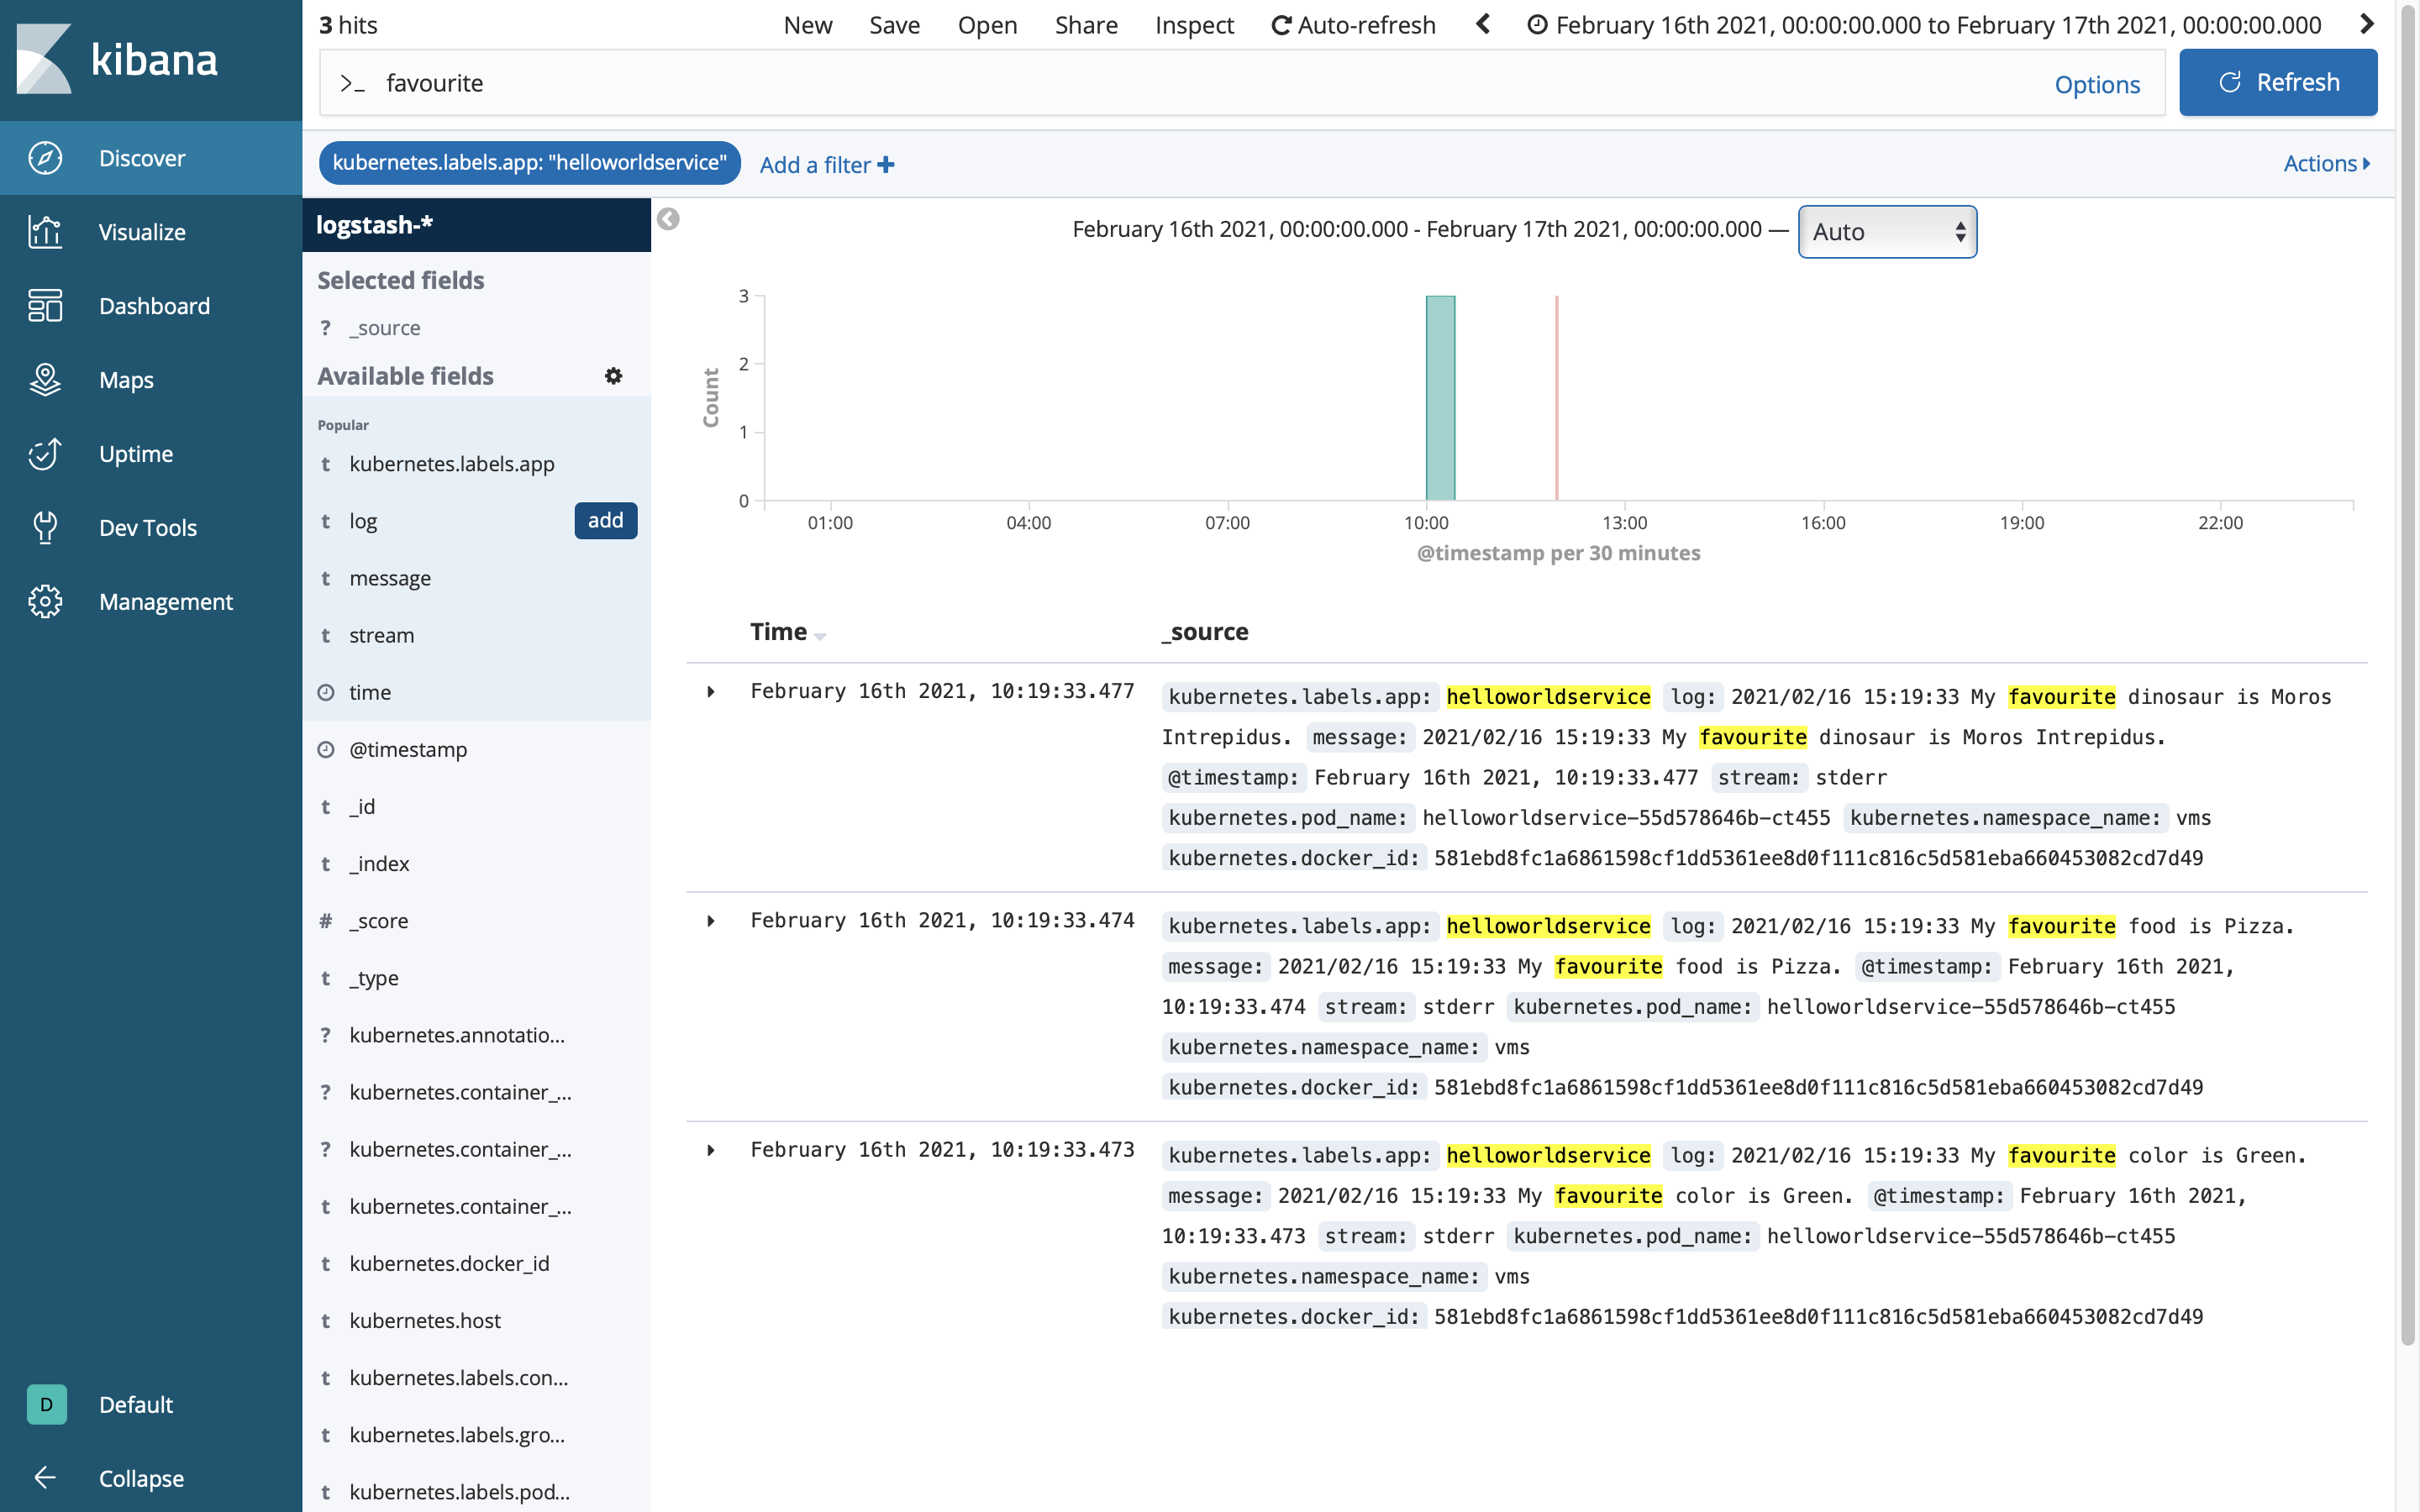 kibana
Discover
Visualize
Dashboard
Maps
Uptime
Dev Tools
Management
D Default
Collapse
3 hits
New Save Open Share Inspect Auto-refresh February 16th 2021, 00:00:00.000 to February 17th 2021, 00:00:00.000
>_ favourite Options Refresh
kubernetes.labels.app: "helloworldservice" Add a filter + Actions
logstash-*
Selected fields
? _source
Available fields
Popular
t kubernetes.labels.app
t log add
t message
t stream
time
@timestamp
t _id
t _index
# _score
t _type
? kubernetes.annotatio...
? kubernetes.container_...
? kubernetes.container_...
t kubernetes.container_...
t kubernetes.docker_id
t kubernetes.host
t kubernetes.labels.con...
t kubernetes.labels.gro...
t kubernetes.labels.pod...
February 16th 2021, 00:00:00.000 - February 17th 2021, 00:00:00.000 — Auto
Count
3
2
1
0
01:00 04:00 07:00 10:00 13:00 16:00 19:00 22:00
@timestamp per 30 minutes
Time _source
February 16th 2021, 10:19:33.477 kubernetes.labels.app: helloworldservice log: 2021/02/16 15:19:33 My favourite dinosaur is Moros
Intrepidus. message: 2021/02/16 15:19:33 My favourite dinosaur is Moros Intrepidus.
@timestamp: February 16th 2021, 10:19:33.477 stream: stderr
kubernetes.pod_name: helloworldservice-55d578646b-ct455 kubernetes.namespace_name: vms
kubernetes.docker_id: 581ebd8fc1a6861598cf1dd5361ee8d0f111c816c5d581eba660453082cd7d49
February 16th 2021, 10:19:33.474 kubernetes.labels.app: helloworldservice log: 2021/02/16 15:19:33 My favourite food is Pizza.
message: 2021/02/16 15:19:33 My favourite food is Pizza. @timestamp: February 16th 2021,
10:19:33.474 stream: stderr kubernetes.pod_name: helloworldservice-55d578646b-ct455
kubernetes.namespace_name: vms
kubernetes.docker_id: 581ebd8fc1a6861598cf1dd5361ee8d0f111c816c5d581eba660453082cd7d49
February 16th 2021, 10:19:33.473 kubernetes.labels.app: helloworldservice log: 2021/02/16 15:19:33 My favourite color is Green.
message: 2021/02/16 15:19:33 My favourite color is Green. @timestamp: February 16th 2021,
10:19:33.473 stream: stderr kubernetes.pod_name: helloworldservice-55d578646b-ct455
kubernetes.namespace_name: vms
kubernetes.docker_id: 581ebd8fc1a6861598cf1dd5361ee8d0f111c816c5d581eba660453082cd7d49